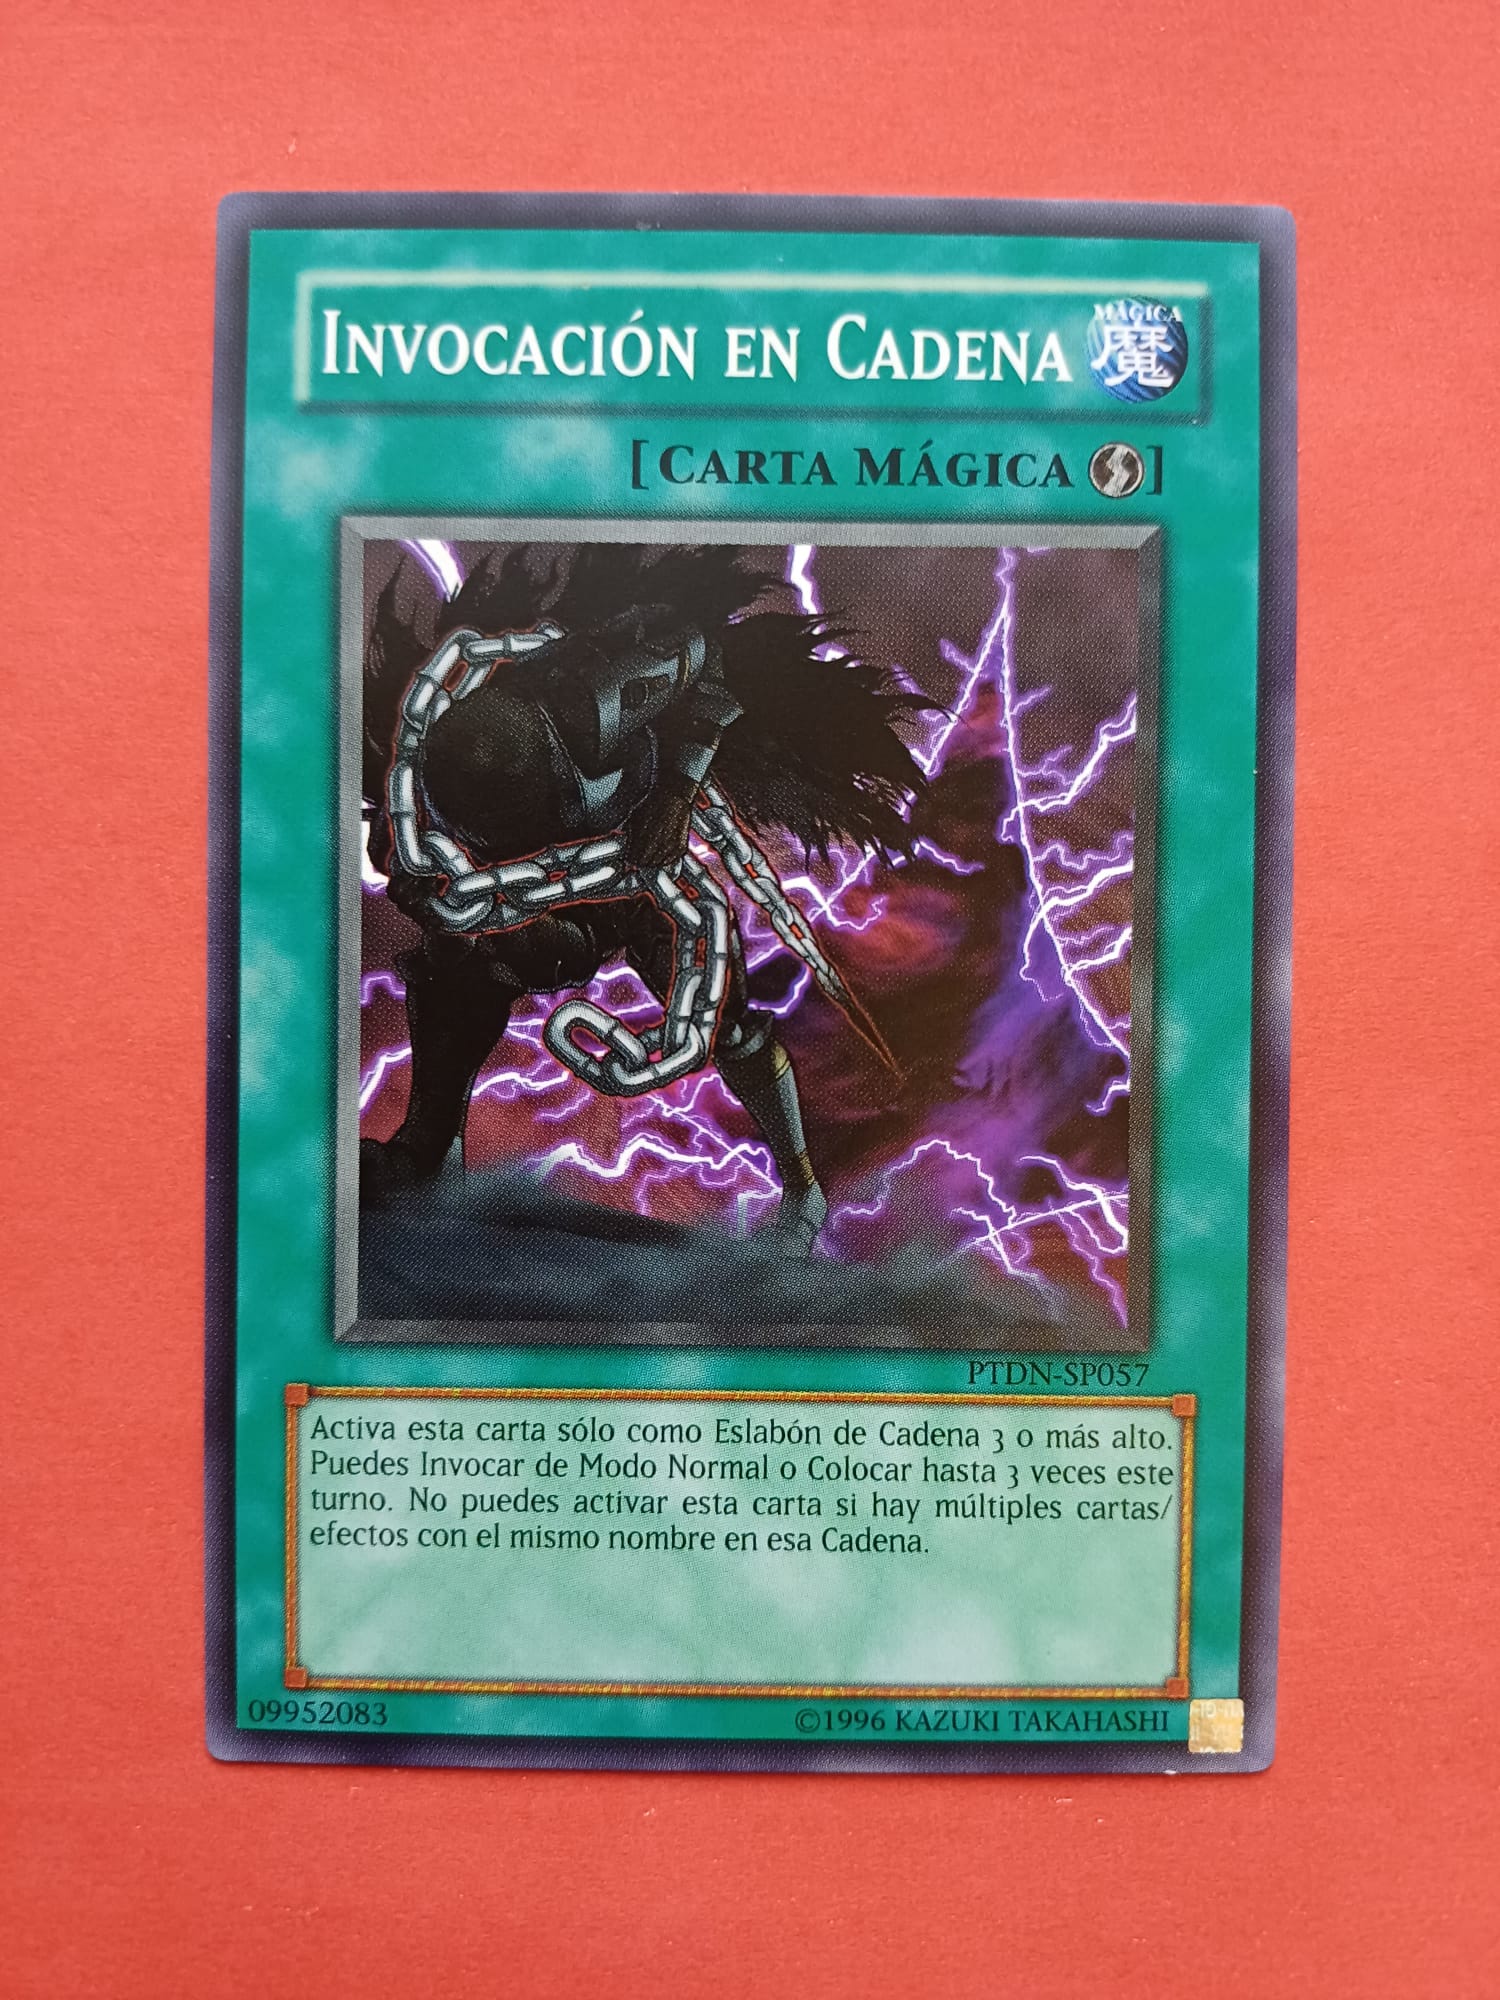 INVOCACIÓN EN CADENA
MÁGICA
魔
[CARTA MÁGICA ]
PTDN-SP057
Activa esta carta sólo como Eslabón de Cadena 3 o más alto.
Puedes Invocar de Modo Normal o Colocar hasta 3 veces este
turno. No puedes activar esta carta si hay múltiples cartas/
efectos con el mismo nombre en esa Cadena.
09952083
©1996 KAZUKI TAKAHASHI